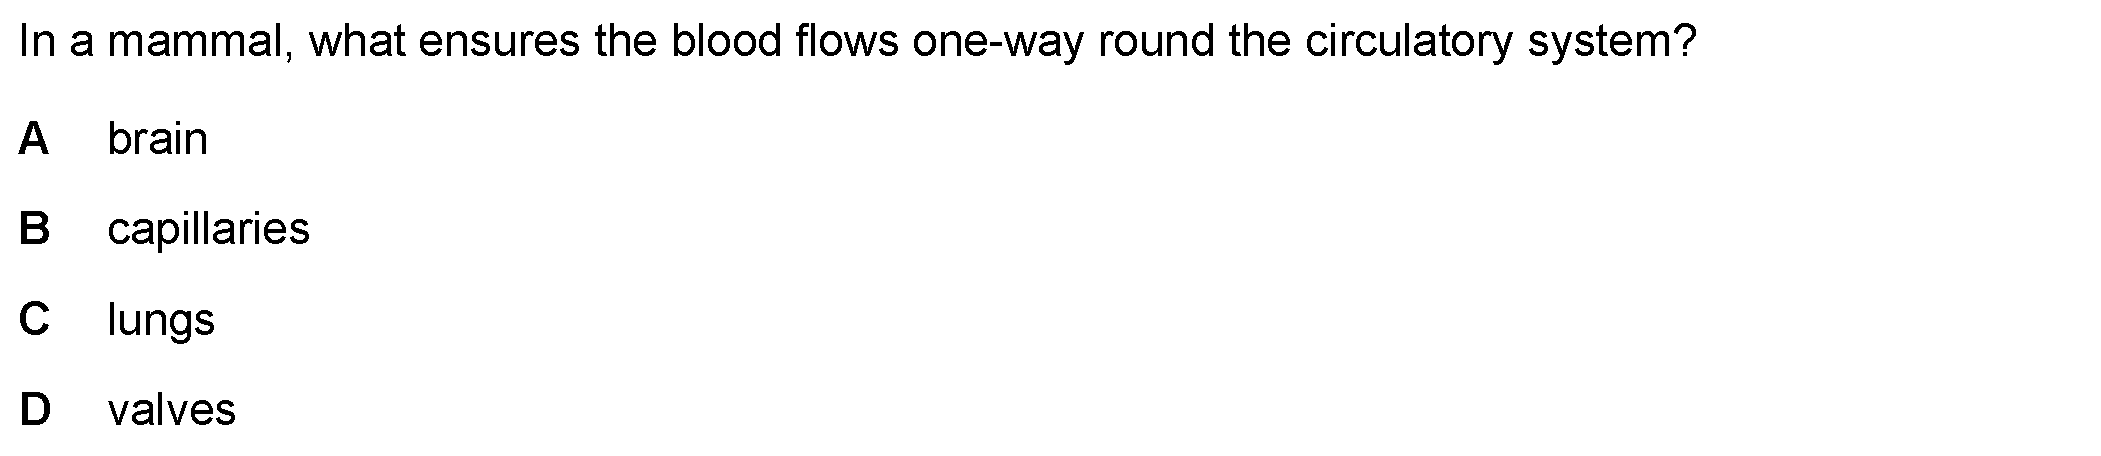 In a mammal, what ensures the blood flows one-way round the circulatory system?
A brain
B capillaries
C lungs
D valves